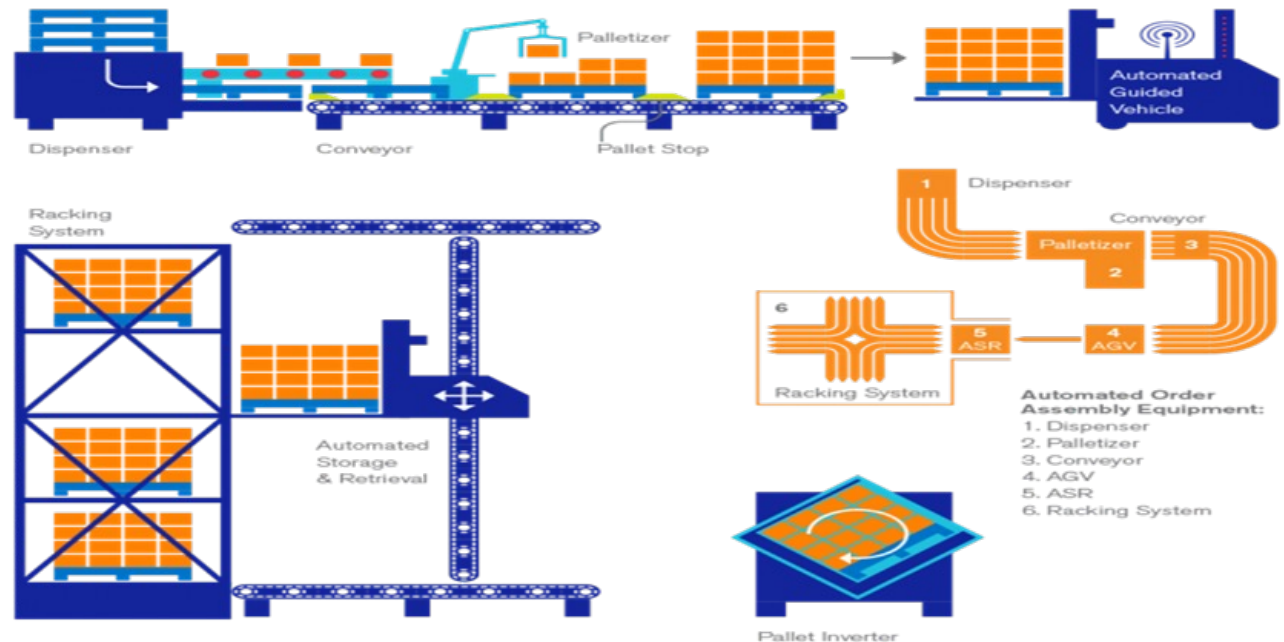 Palletizer
Automated
Guided
Vehicle
Dispenser
Conveyor
Pallet Stop
Racking
System
Automated
Storage
& Retrieval
1
Dispenser
Conveyor
Palletizer
3
2
6
5
ASR
4
AGV
Racking System
Automated Order
Assembly Equipment:
1. Dispenser
2. Palletizer
3. Conveyor
4. AGV
5. ASR
6. Racking System
Pallet Inverter